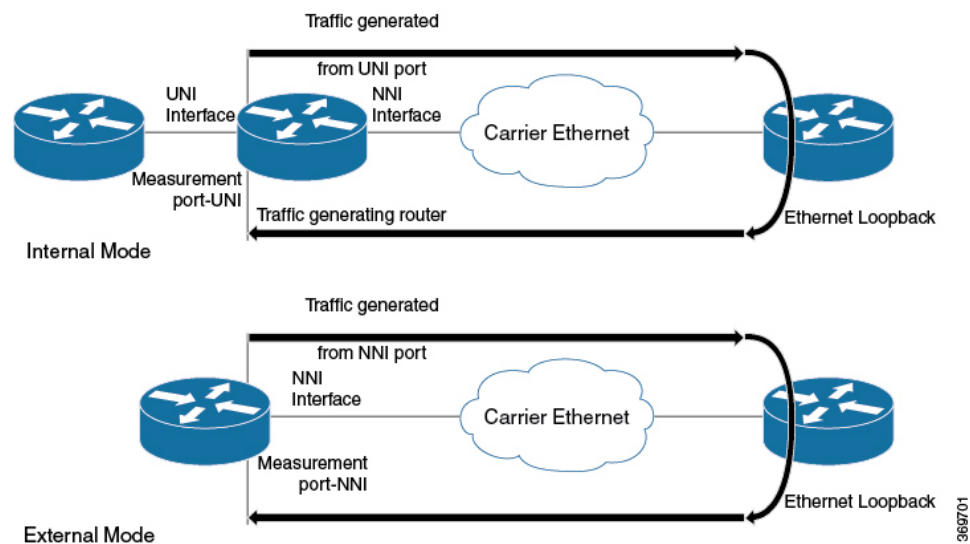 Traffic generated
from UNI port
UNI
Interface
NNI
Interface
Carrier Ethernet
Measurement
port-UNI
Traffic generating router
Ethernet Loopback
Internal Mode
Traffic generated
from NNI port
NNI
Interface
Carrier Ethernet
Measurement
port-NNI
Ethernet Loopback
External Mode
369701